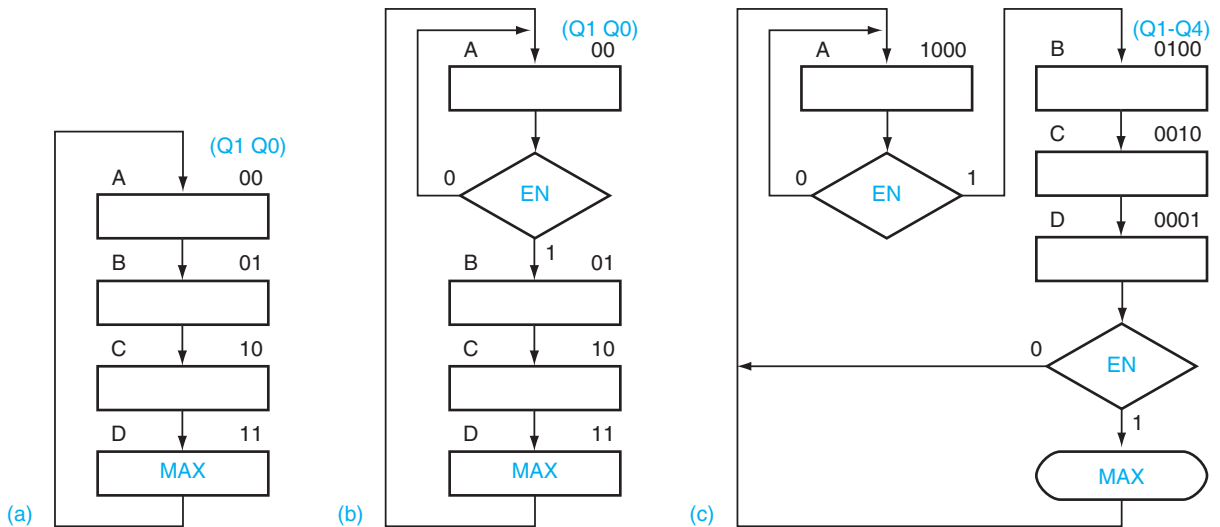 (Q1 Q0)
A 00
B 01
C 10
D 11
MAX
(a)
(Q1 Q0)
A 00
0 EN
1
B 01
C 10
D 11
MAX
(b)
(Q1-Q4)
A 1000
0 EN 1
B 0100
C 0010
D 0001
0 EN
1
MAX
(c)